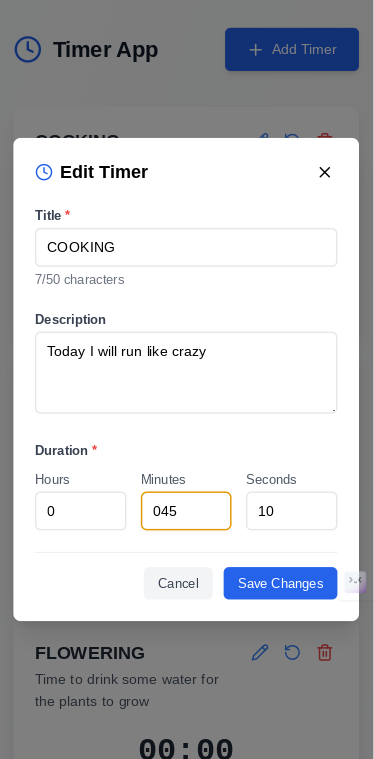 Timer App
Add Timer
COOKING
Edit Timer
Title *
COOKING
7/50 characters
Description
Today I will run like crazy
Duration *
Hours
Minutes
Seconds
0
045
10
Cancel
Save Changes
FLOWERING
Time to drink some water for
the plants to grow
00:00